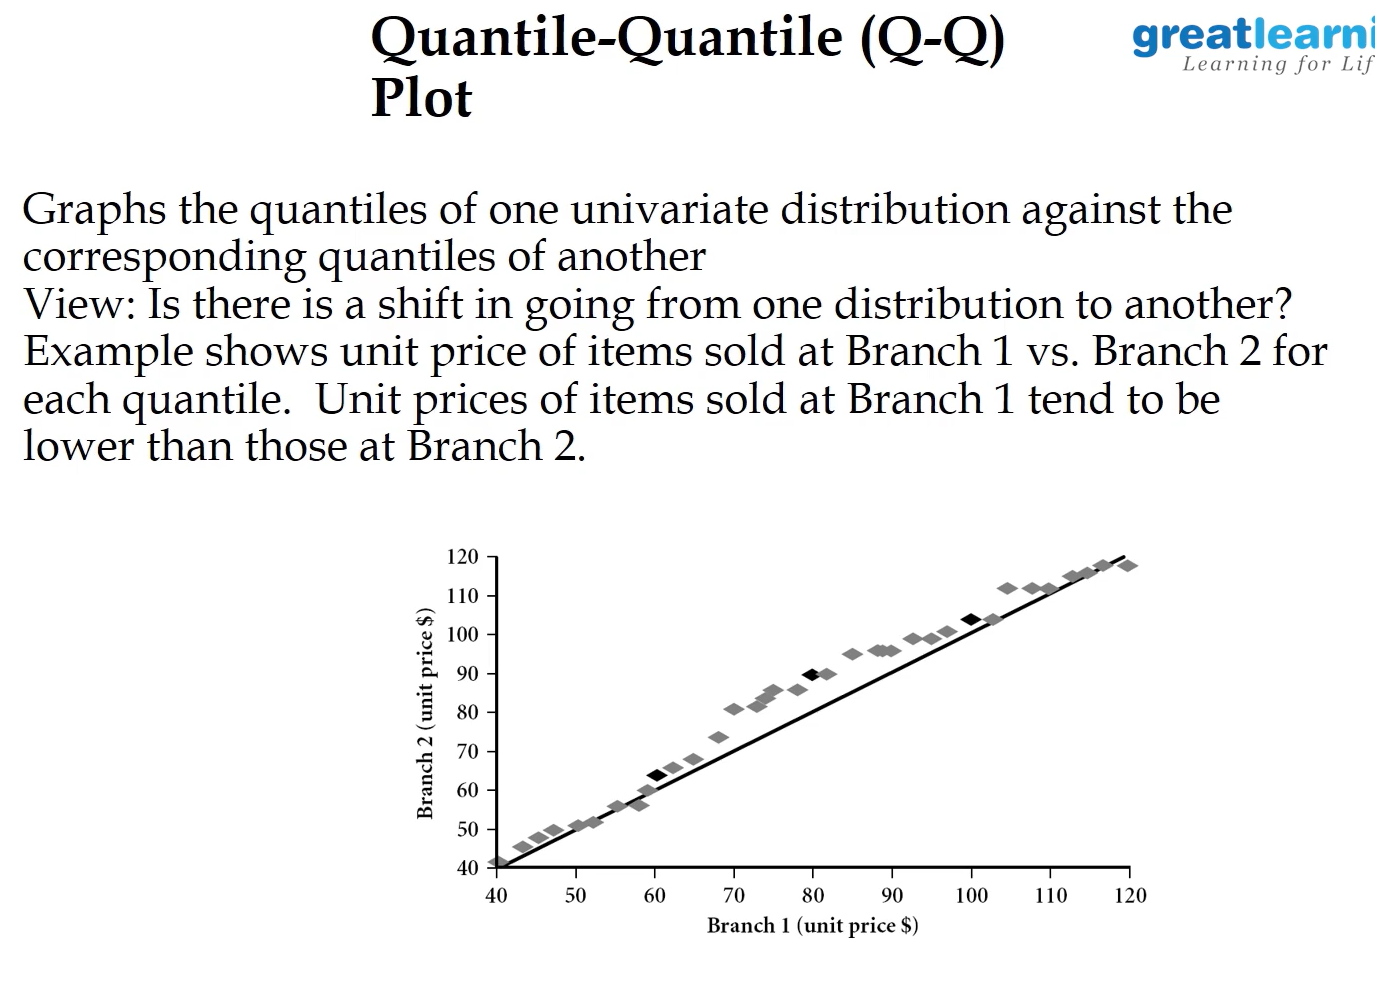 Quantile-Quantile (Q-Q)
Plot
greatlearni
Learning for Lif
Graphs the quantiles of one univariate distribution against the
corresponding quantiles of another
View: Is there is a shift in going from one distribution to another?
Example shows unit price of items sold at Branch 1 vs. Branch 2 for
each quantile.  Unit prices of items sold at Branch 1 tend to be
lower than those at Branch 2.
Branch 2 (unit price $)
120
110
100
90
80
70
60
50
40
40 50 60 70 80 90 100 110 120
Branch 1 (unit price $)